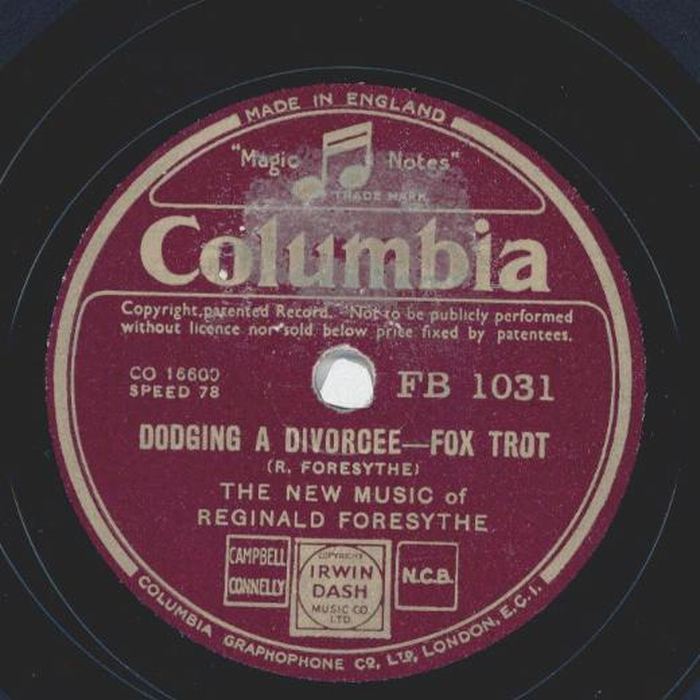 MADE IN ENGLAND
"Magic Notes"
TRADE MARK
Columbia
Copyright, patented Record. Not to be publicly performed
without licence nor sold below price fixed by patentees.
CO 16600
SPEED 78
FB 1031
DODGING A DIVORCEE—FOX TROT
(R. FORESYTHE)
THE NEW MUSIC of
REGINALD FORESYTHE
CAMPBELL
CONNELLY
COPYRIGHT
IRWIN
DASH
MUSIC CO.
LTD.
N.C.B.
COLUMBIA GRAPHOPHONE CO, LTD, LONDON, E.C.1.